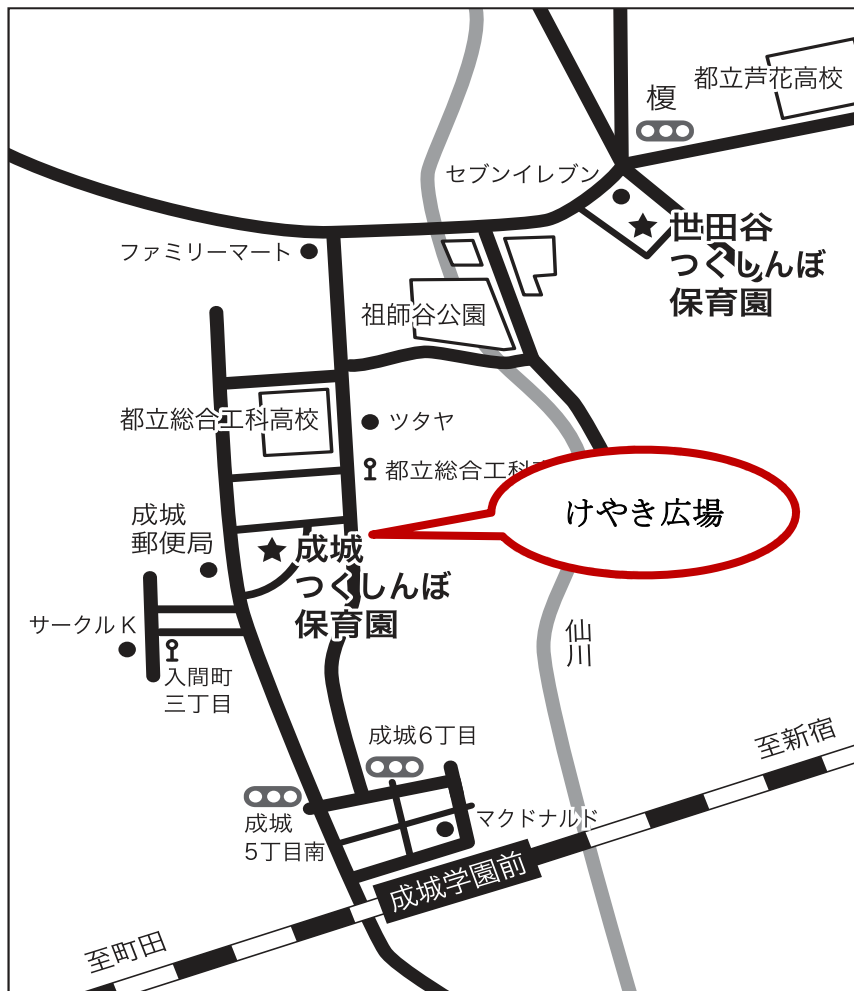 都立芦花高校
榎
セブンイレブン
世田谷
つくしんぼ
保育園
ファミリーマート
祖師谷公園
都立総合工科高校
ツタヤ
都立総合工科
けやき広場
成城
郵便局
成城
つくしんぼ
保育園
サークルK
入間町
三丁目
仙川
成城6丁目
至新宿
成城
5丁目南
マクドナルド
成城学園前
至町田